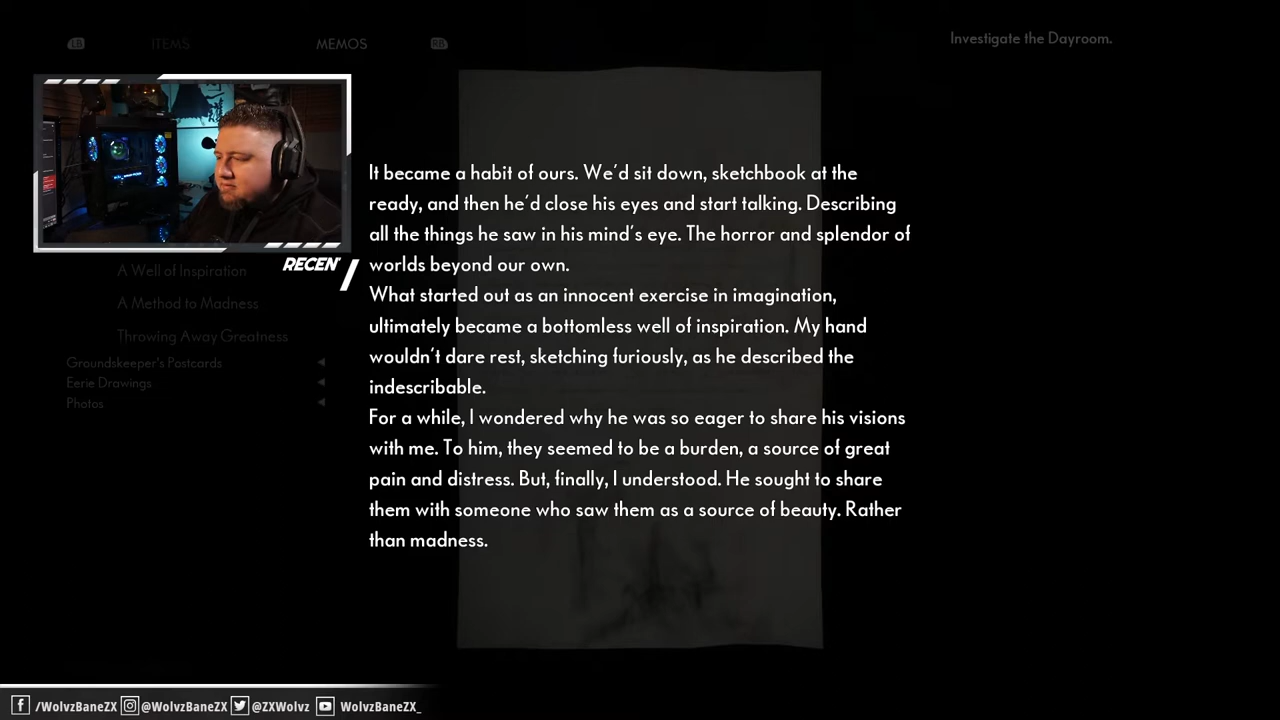 LB
ITEMS
MEMOS
RB
Investigate the Dayroom.
It became a habit of ours. We'd sit down, sketchbook at the
ready, and then he'd close his eyes and start talking. Describing
all the things he saw in his mind's eye. The horror and splendor of
worlds beyond our own.
What started out as an innocent exercise in imagination,
ultimately became a bottomless well of inspiration. My hand
wouldn't dare rest, sketching furiously, as he described the
indescribable.
For a while, I wondered why he was so eager to share his visions
with me. To him, they seemed to be a burden, a source of great
pain and distress. But, finally, I understood. He sought to share
them with someone who saw them as a source of beauty. Rather
than madness.
RECEN
A Well of Inspiration
A Method to Madness
Throwing Away Greatness
Groundskeeper's Postcards
Eerie Drawings
Photos
/WolvzBaneZX @WolvzBaneZX @ZXWolvz WolvzBaneZX_